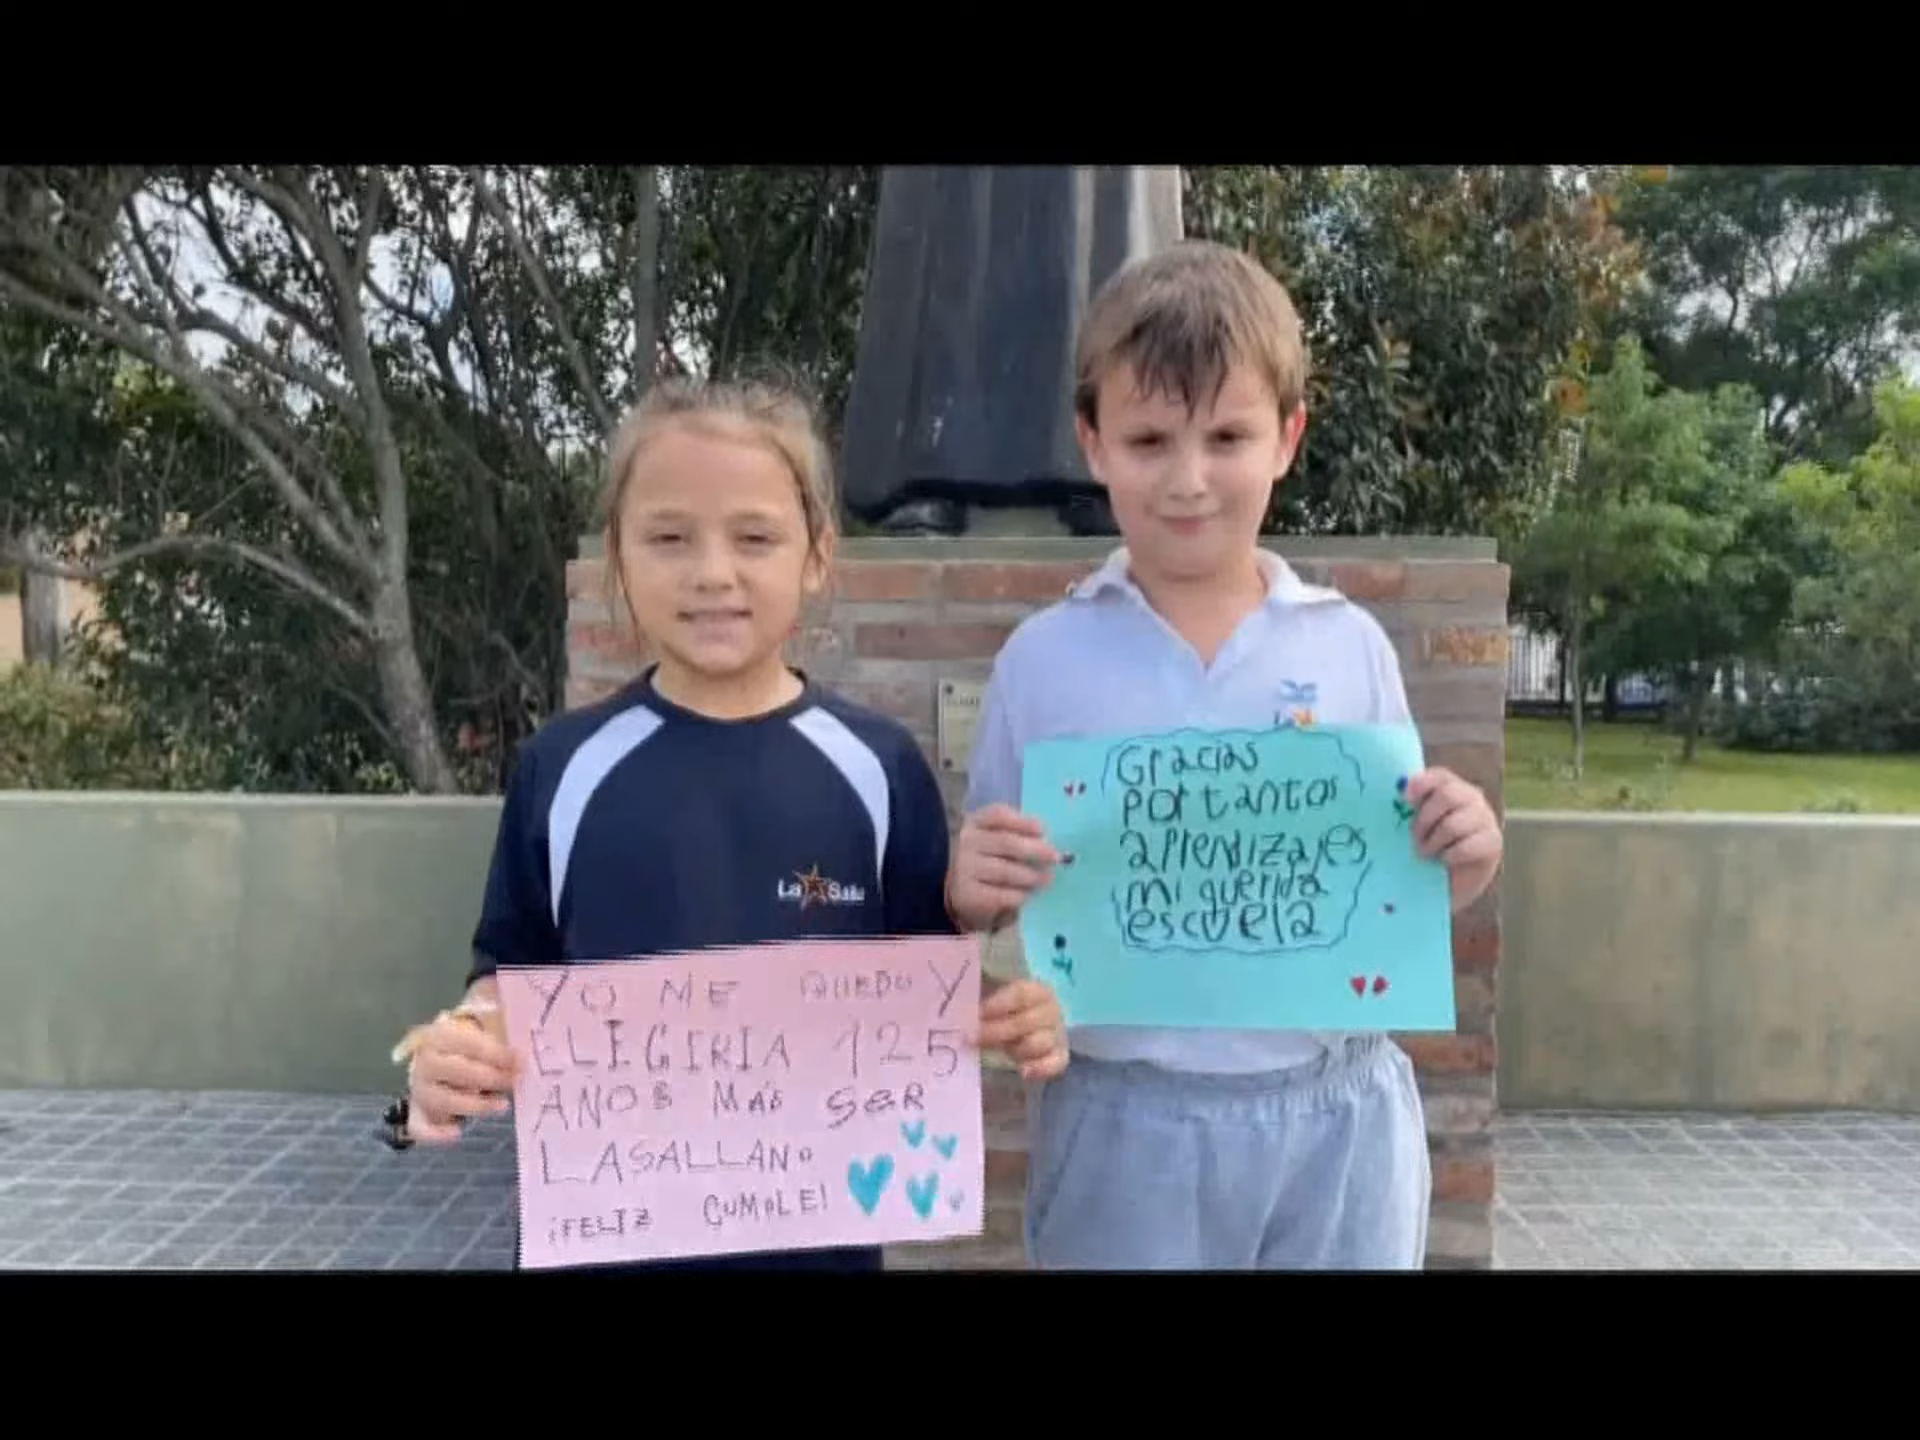 La Salle
YO ME QUEDO Y
ELEGIRIA 125
AÑOS MAS SER
LASALLANO
¡FELIZ CUMPLE!
Gracias
por tantos
aprendizajes
mi querida
escuela